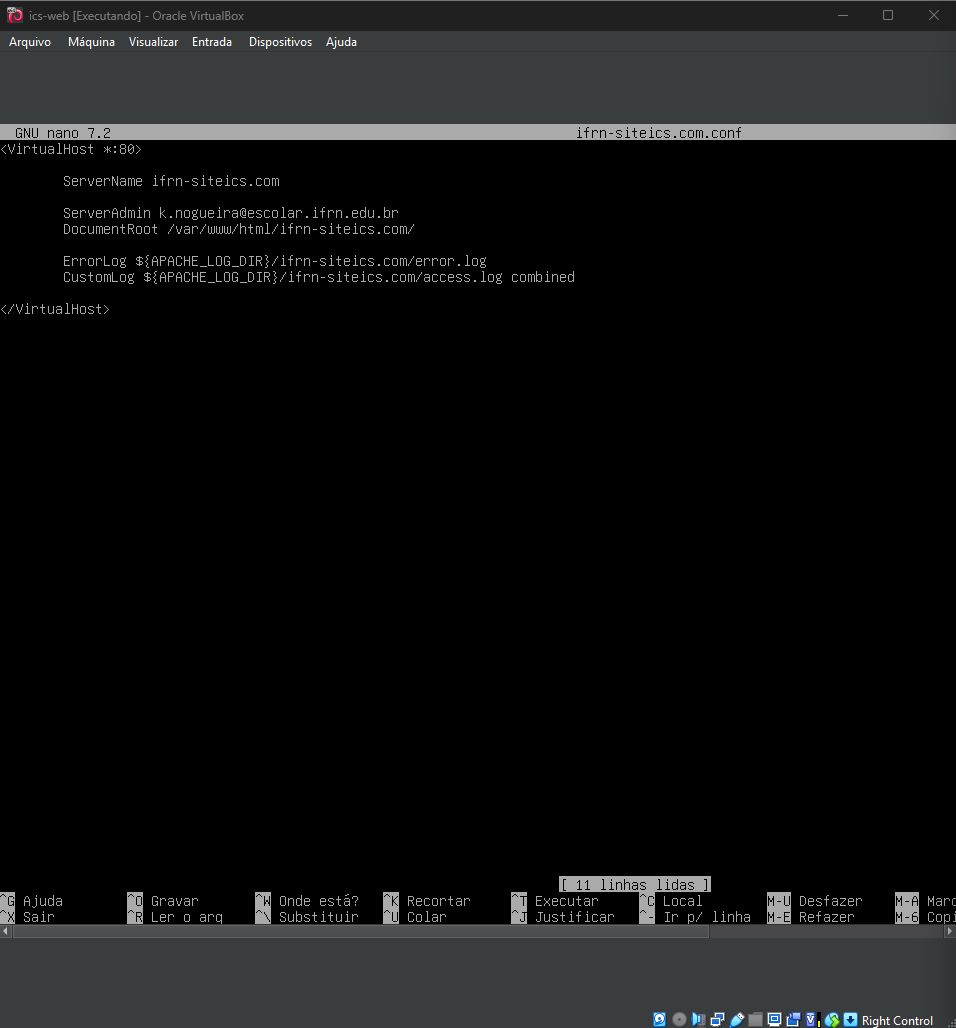 ics-web [Executando] - Oracle VirtualBox
Arquivo Máquina Visualizar Entrada Dispositivos Ajuda
GNU nano 7.2 ifrn-siteics.com.conf
<VirtualHost *:80>
ServerName ifrn-siteics.com
ServerAdmin k.nogueira@escolar.ifrn.edu.br
DocumentRoot /var/www/html/ifrn-siteics.com/
ErrorLog ${APACHE_LOG_DIR}/ifrn-siteics.com/error.log
CustomLog ${APACHE_LOG_DIR}/ifrn-siteics.com/access.log combined
</VirtualHost>
[ 11 linhas lidas ]
^G Ajuda ^O Gravar ^W Onde está? ^K Recortar ^T Executar ^C Local M-U Desfazer M-A Marc
^X Sair ^R Ler o arq ^\ Substituir ^U Colar ^J Justificar ^- Ir p/ linha M-E Refazer M-6 Copi
Right Control